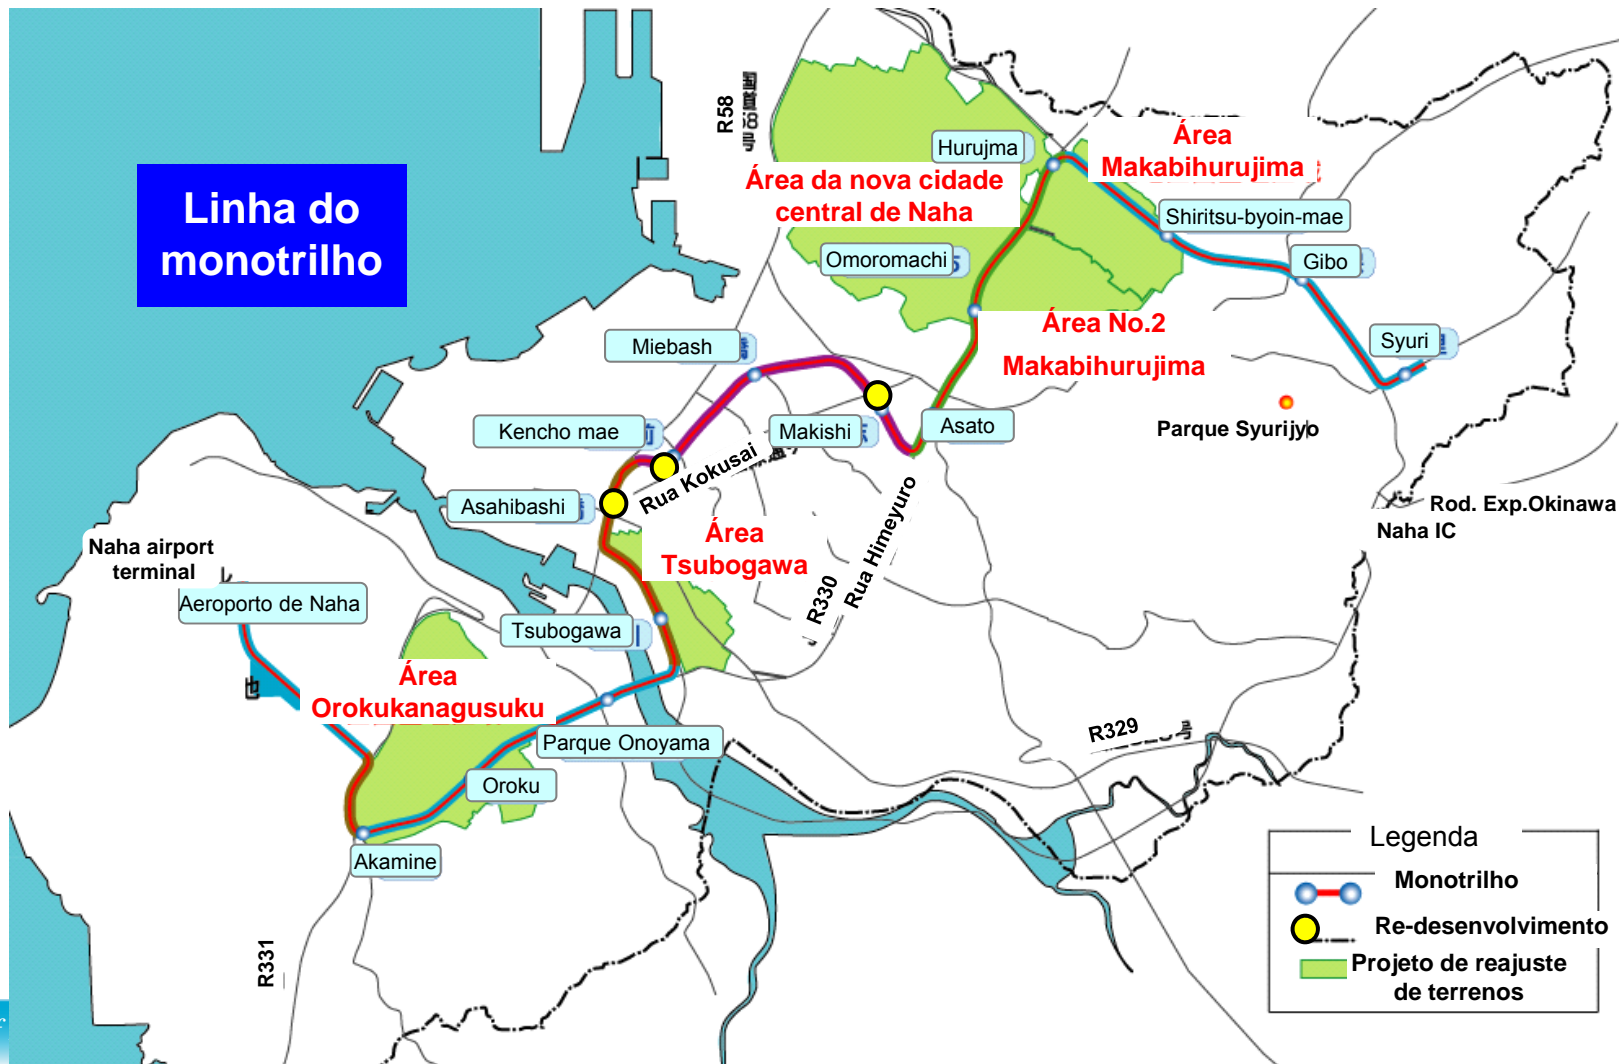 Linha do
monotrilho
R58
Hurujma
Área
Makabihurujima
Área da nova cidade
central de Naha
Shiritsu-byoin-mae
Omoromachi
Gibo
Área No.2
Makabihurujima
Miebash
Syuri
Kencho mae
Makishi
Asato
Parque Syurijyo
Rua Kokusai
Asahibashi
Rod. Exp.Okinawa
Naha IC
Área
Tsubogawa
Rua Himeyuro
R330
Naha airport
terminal
Aeroporto de Naha
Tsubogawa
Área
Orokukanagusuku
Parque Onoyama
R329
Oroku
Akamine
R331
Legenda
Monotrilho
Re-desenvolvimento
Projeto de reajuste
de terrenos